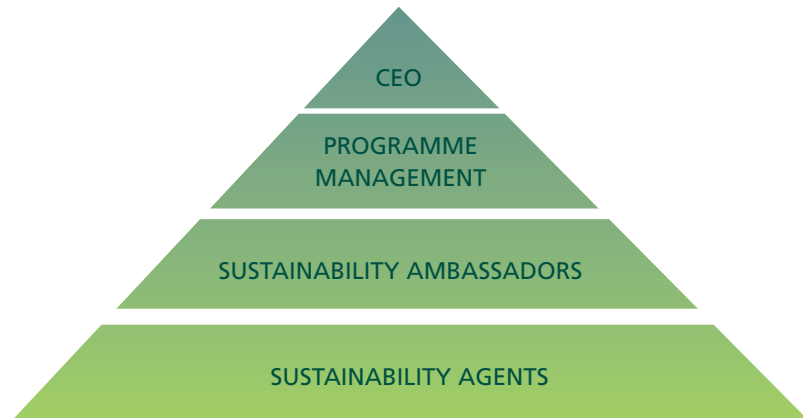 CEO
PROGRAMME
MANAGEMENT
SUSTAINABILITY AMBASSADORS
SUSTAINABILITY AGENTS